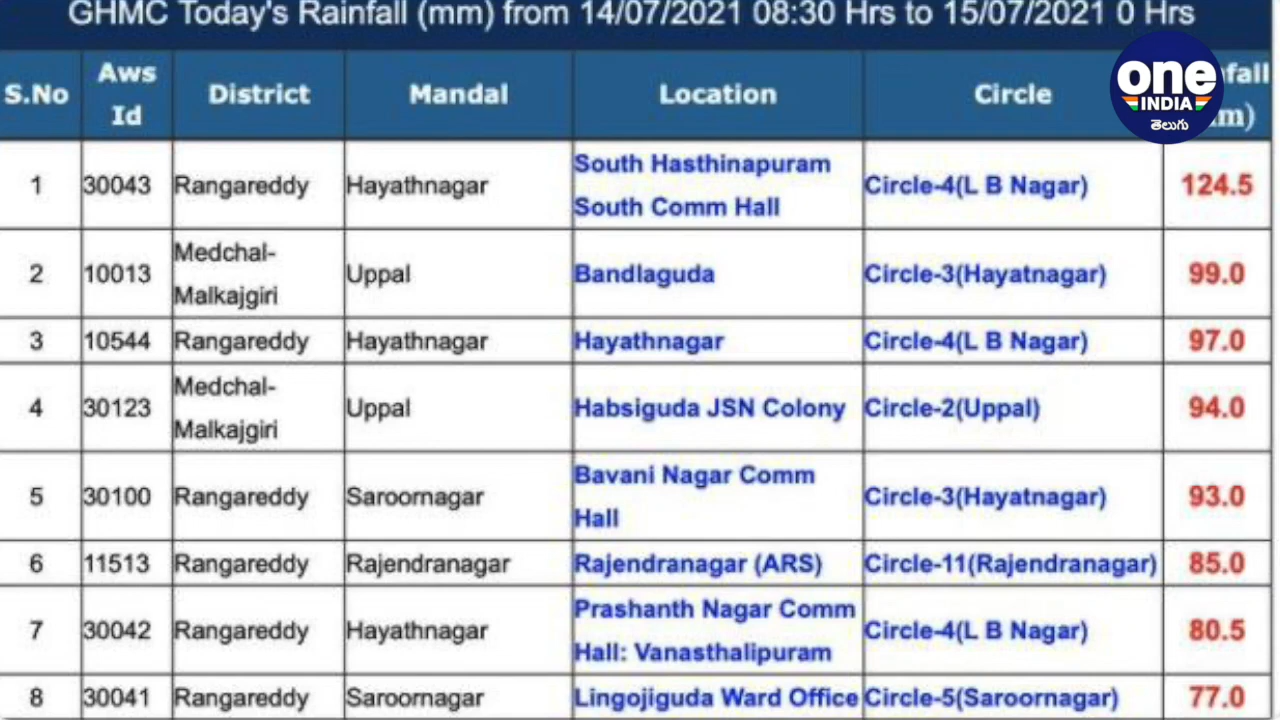 GHMC Today's Rainfall (mm) from 14/07/2021 08:30 Hrs to 15/07/2021 0 Hrs
S.No Aws Id District Mandal Location Circle
one
INDIA
తెలుగు
1 30043 Rangareddy Hayathnagar South Hasthinapuram South Comm Hall Circle-4(L B Nagar) 124.5
2 10013 Medchal-Malkajgiri Uppal Bandlaguda Circle-3(Hayatnagar) 99.0
3 10544 Rangareddy Hayathnagar Hayathnagar Circle-4(L B Nagar) 97.0
4 30123 Medchal-Malkajgiri Uppal Habsiguda JSN Colony Circle-2(Uppal) 94.0
5 30100 Rangareddy Saroornagar Bavani Nagar Comm Hall Circle-3(Hayatnagar) 93.0
6 11513 Rangareddy Rajendranagar Rajendranagar (ARS) Circle-11(Rajendranagar) 85.0
7 30042 Rangareddy Hayathnagar Prashanth Nagar Comm Hall: Vanasthalipuram Circle-4(L B Nagar) 80.5
8 30041 Rangareddy Saroornagar Lingojiguda Ward Office Circle-5(Saroornagar) 77.0